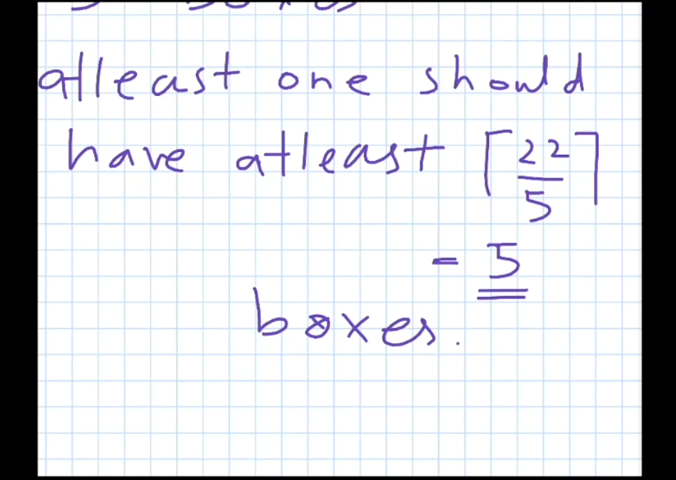 atleast one should
have atleast ⌈22/5⌉
= 5
boxes.